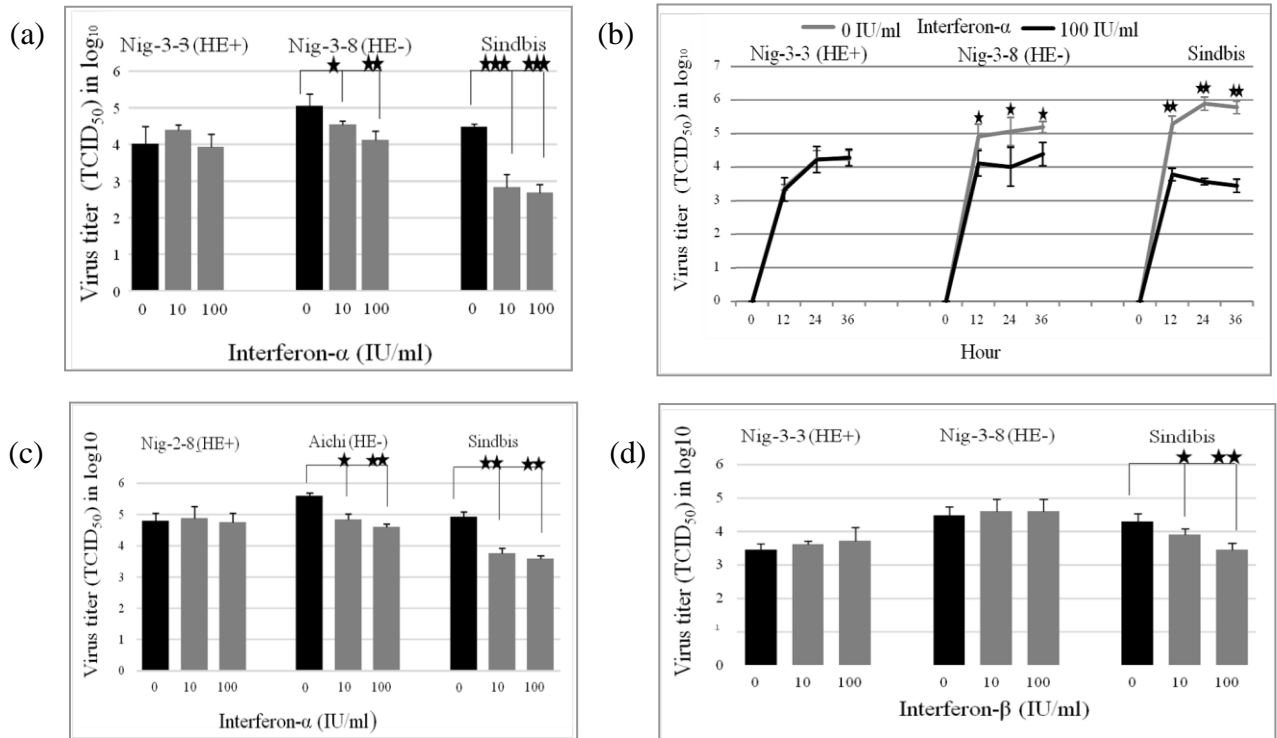 (a)
Nig-3-3 (HE+) Nig-3-8 (HE-) Sindbis
★ ★★ ★★★ ★★★
Virus titer (TCID50) in log10
6
5
4
3
2
1
0
0 10 100 0 10 100 0 10 100
Interferon-α (IU/ml)
(b)
Interferon-α
0 IU/ml 100 IU/ml
Nig-3-3 (HE+) Nig-3-8 (HE-) Sindbis
★ ★ ★ ★★ ★★ ★★
Virus titer (TCID50) in log10
7
6
5
4
3
2
1
0
0 12 24 36 0 12 24 36 0 12 24 36
Hour
(c)
Nig-2-8 (HE+) Aichi (HE-) Sindbis
★ ★★ ★★ ★★
Virus titer (TCID50) in log10
6
5
4
3
2
1
0
0 10 100 0 10 100 0 10 100
Interferon-α (IU/ml)
(d)
Nig-3-3 (HE+) Nig-3-8 (HE-) Sindibis
★ ★★
Virus titer (TCID50) in log10
6
5
4
3
2
1
0
0 10 100 0 10 100 0 10 100
Interferon-β (IU/ml)